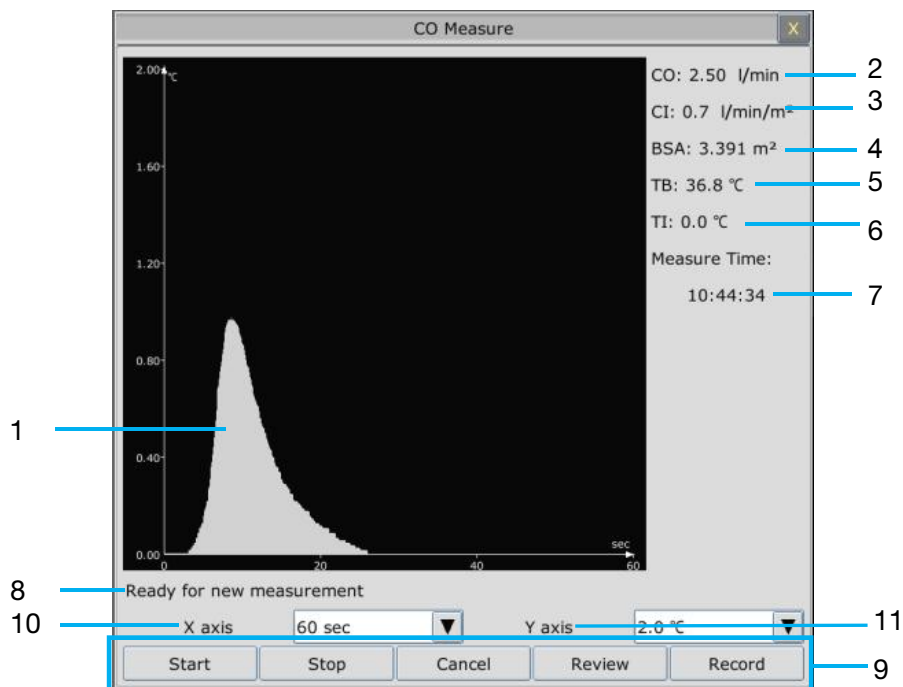 CO Measure X
2.00 ℃
1.60
1.20
0.80
0.40
0.00
0 20 40 60
sec
CO: 2.50 l/min 2
CI: 0.7 l/min/m² 3
BSA: 3.391 m² 4
TB: 36.8 ℃ 5
TI: 0.0 ℃ 6
Measure Time:
10:44:34 7
1
8 Ready for new measurement
10 X axis 60 sec Y axis 2.0 ℃ 11
Start Stop Cancel Review Record 9